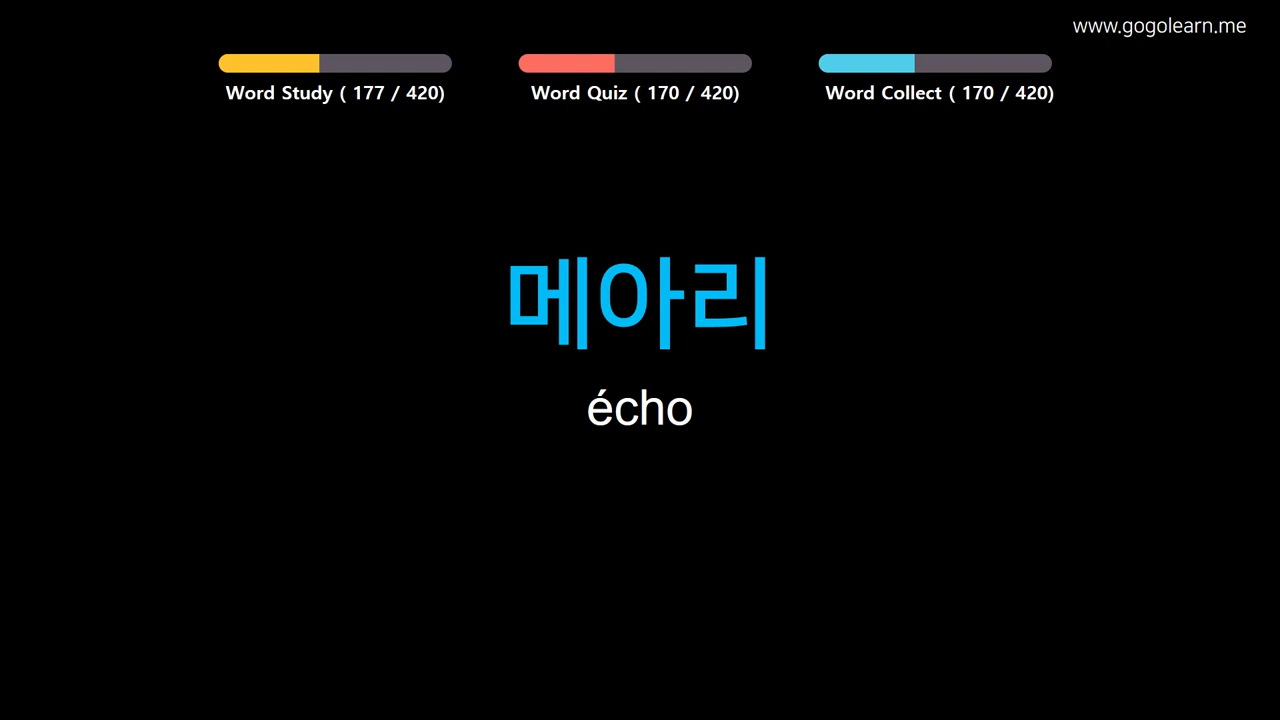 www.gogolearn.me
Word Study ( 177 / 420)
Word Quiz ( 170 / 420)
Word Collect ( 170 / 420)
메아리
écho